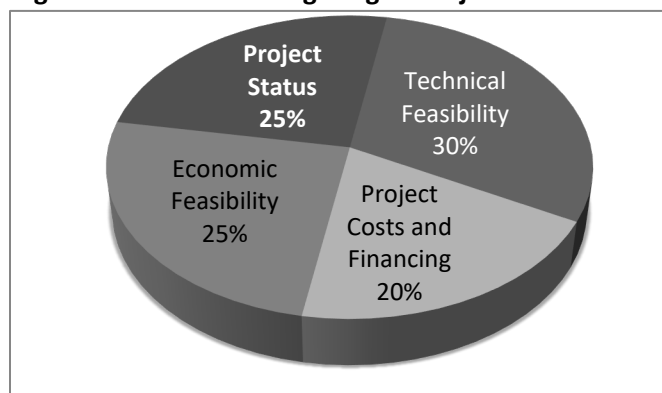 Project
Status
25%
Technical
Feasibility
30%
Economic
Feasibility
25%
Project
Costs and
Financing
20%